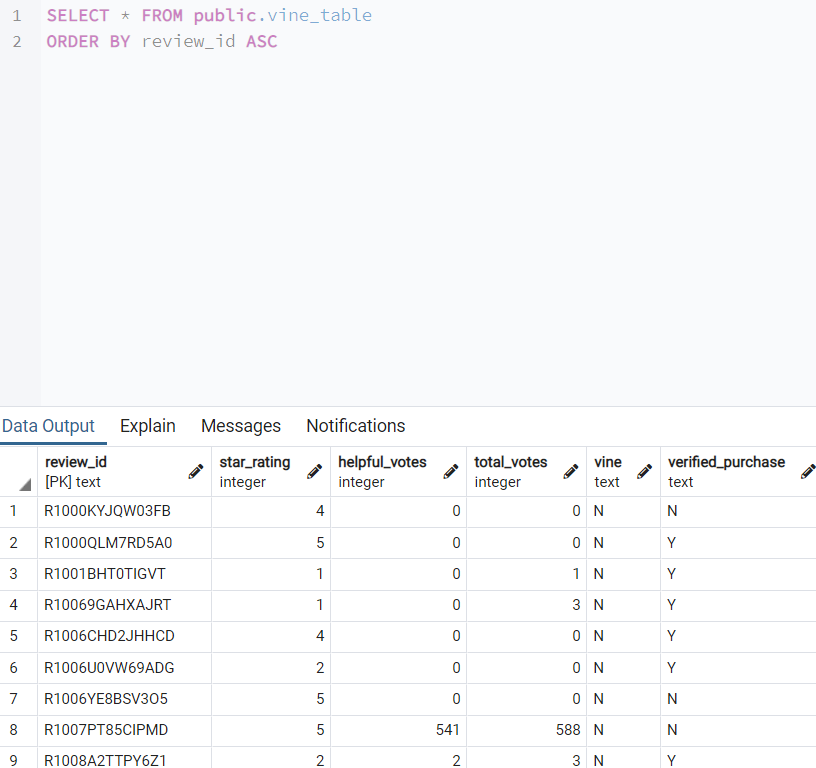 1 SELECT * FROM public.vine_table
2 ORDER BY review_id ASC
Data Output Explain Messages Notifications
review_id star_rating helpful_votes total_votes vine verified_purchase
[PK] text integer integer integer text text
1 R1000KYJQW03FB 4 0 0 N N
2 R1000QLM7RD5A0 5 0 0 N Y
3 R1001BHT0TIGVT 1 0 1 N Y
4 R10069GAHXAJRT 1 0 3 N Y
5 R1006CHD2JHHCD 4 0 0 N Y
6 R1006U0VW69ADG 2 0 0 N Y
7 R1006YE8BSV3O5 5 0 0 N N
8 R1007PT85CIPMD 5 541 588 N N
9 R1008A2TTPY6Z1 2 2 3 N Y